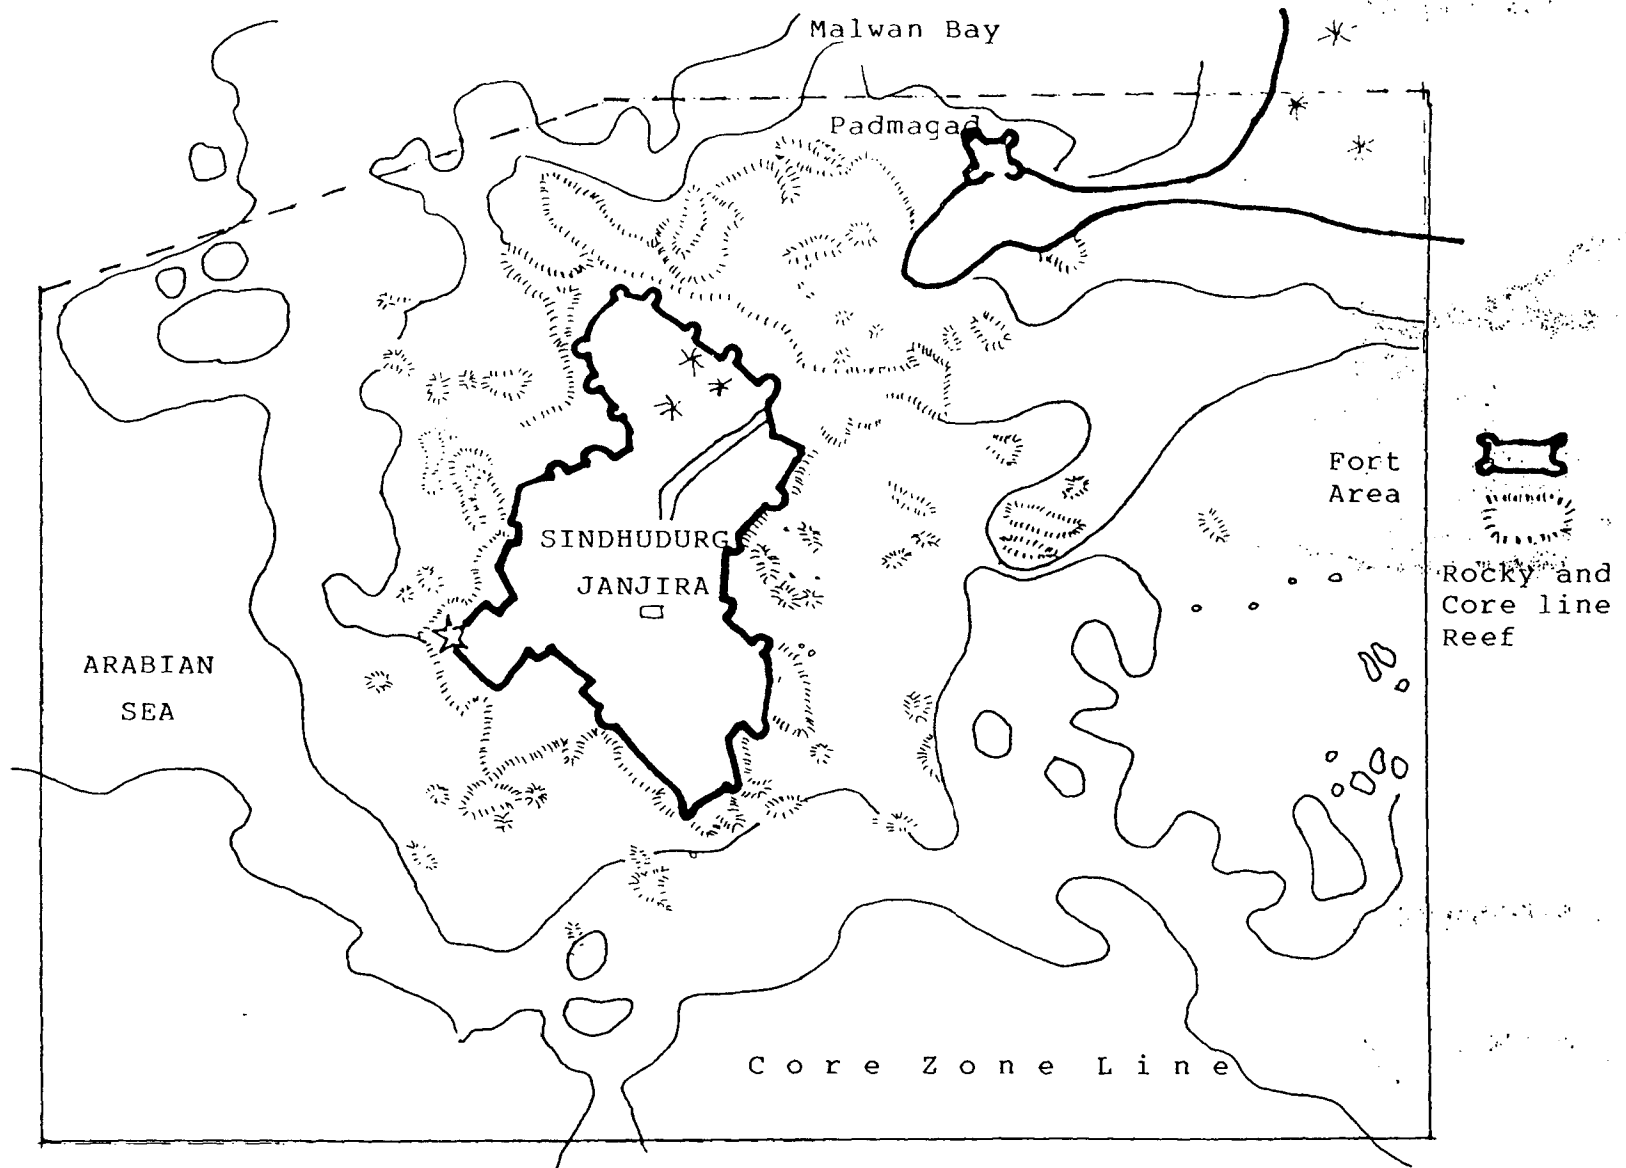 Malwan Bay
Padmagad
Fort
Area
SINDHUDURG
JANJIRA
Rocky and
Core line
Reef
ARABIAN
SEA
Core Zone Line